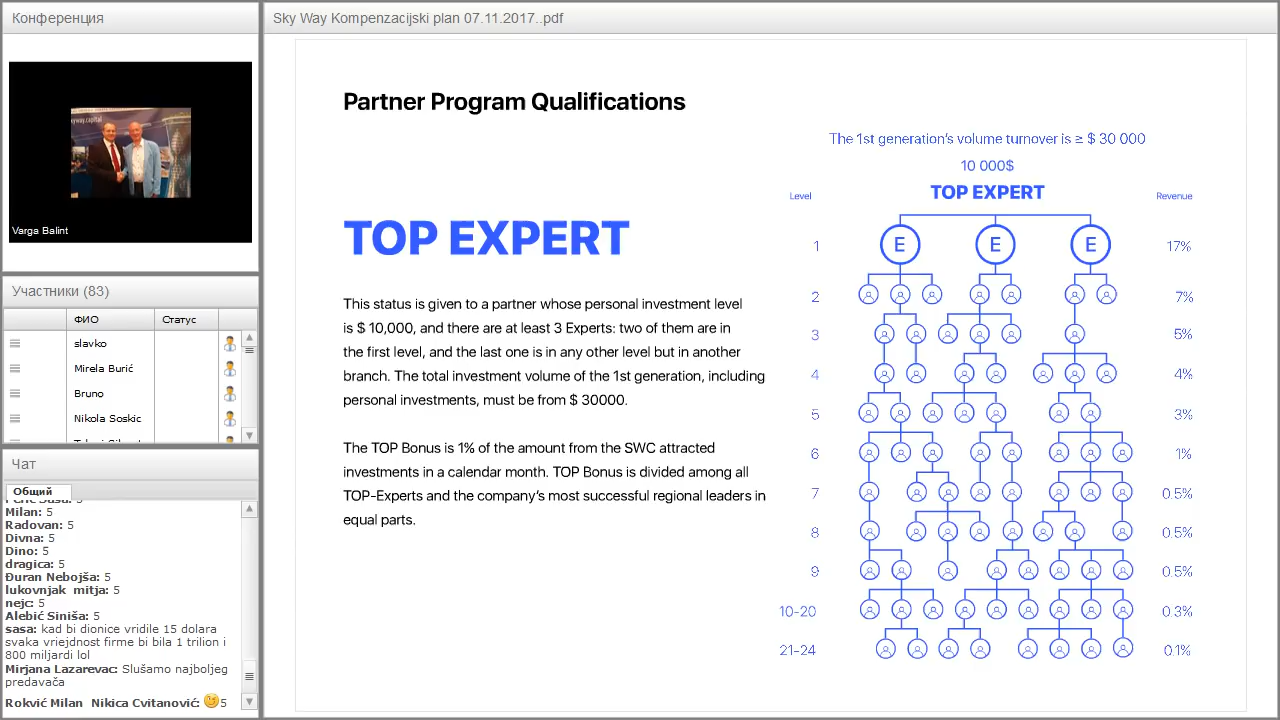 Конференция
kyway.capital
Varga Balint
Участники (83)
ФИО
Статус
slavko
Mirela Burić
Bruno
Nikola Soskic
Чат
Общий
Milan: 5
Radovan: 5
Divna: 5
Dino: 5
dragica: 5
Đuran Nebojša: 5
lukovnjak mitja: 5
nejc: 5
Alebić Siniša: 5
sasa: kad bi dionice vridile 15 dolara
svaka vriejdnost firme bi bila 1 trilion i
800 miljardi lol
Mirjana Lazarevac: Slušamo najboljeg
predavača
Rokvić Milan Nikica Cvitanović: 5
Sky Way Kompenzacijski plan 07.11.2017..pdf
Partner Program Qualifications
TOP EXPERT
This status is given to a partner whose personal investment level
is $ 10,000, and there are at least 3 Experts: two of them are in
the first level, and the last one is in any other level but in another
branch. The total investment volume of the 1st generation, including
personal investments, must be from $ 30000.
The TOP Bonus is 1% of the amount from the SWC attracted
investments in a calendar month. TOP Bonus is divided among all
TOP-Experts and the company's most successful regional leaders in
equal parts.
The 1st generation's volume turnover is ≥ $ 30 000
10 000$
Level
TOP EXPERT
Revenue
1 E E E 17%
2 7%
3 5%
4 4%
5 3%
6 1%
7 0.5%
8 0.5%
9 0.5%
10-20 0.3%
21-24 0.1%